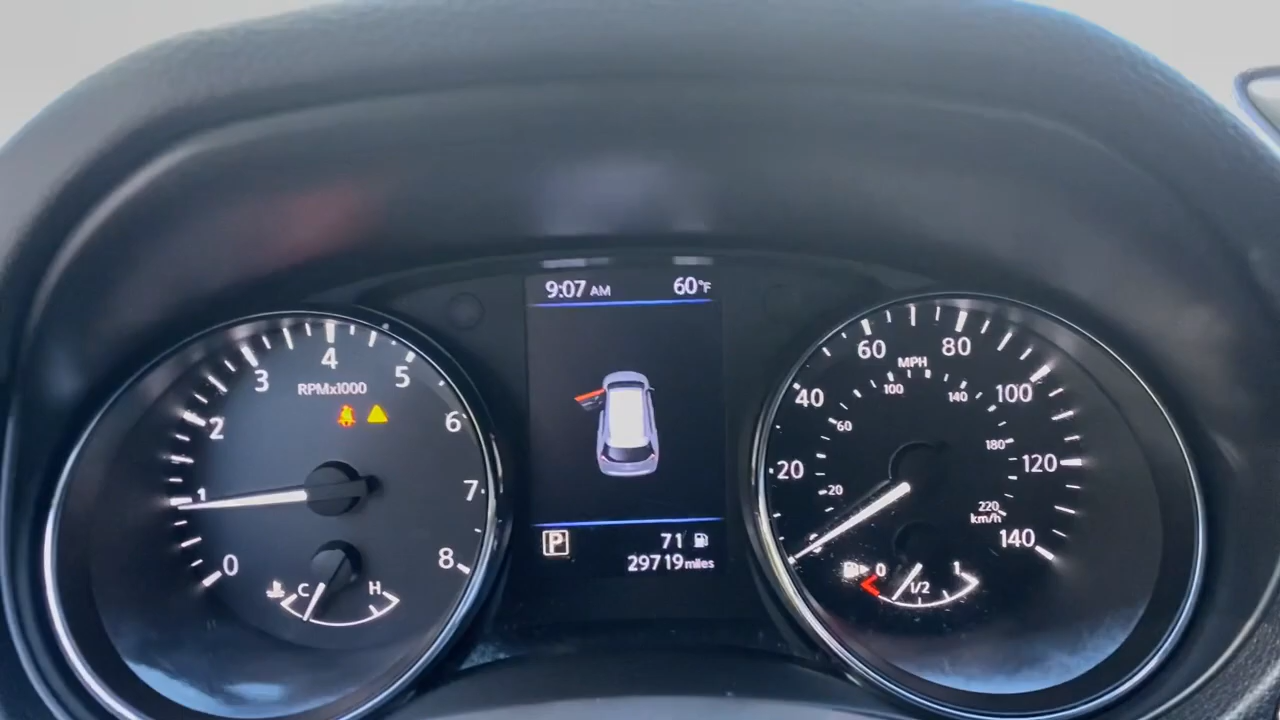 9:07 AM 60°F
0 1 2 3 4 5 6 7 8
RPMx1000
C H
P 71
29719 miles
0 20 40 60 80 100 120 140
MPH
20 60 100 140 180 220
km/h
0 1/2 1